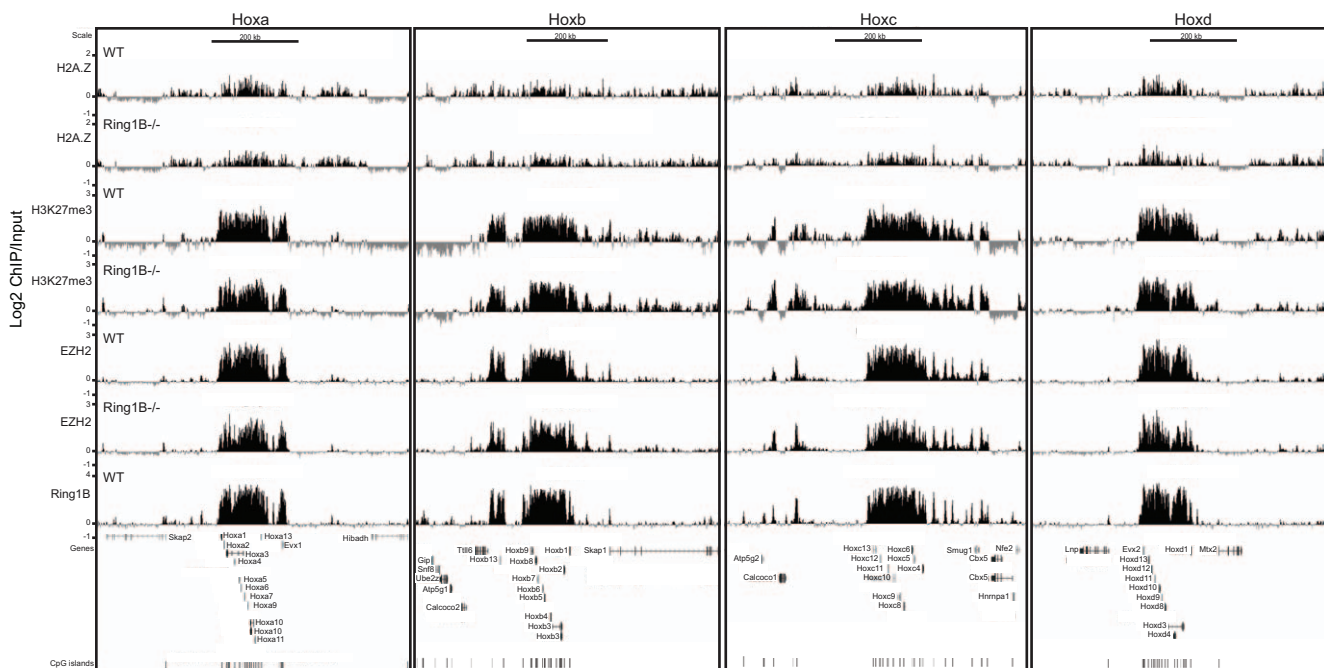 Hoxa Hoxb Hoxc Hoxd
Scale 200 kb 200 kb 200 kb 200 kb
Log2 ChIP/Input
WT
2
H2A.Z
0
-1
Ring1B-/-
2
H2A.Z
0
-1
WT
3
H3K27me3
0
-1
Ring1B-/-
3
H3K27me3
0
-1
WT
3
EZH2
0
-1
Ring1B-/-
3
EZH2
0
-1
WT
4
Ring1B
0
-1
Genes
Skap2 Hoxa1 Hoxa13 Hibadh
Hoxa2 Evx1
Hoxa3
Hoxa4
Hoxa5
Hoxa6
Hoxa7
Hoxa9
Hoxa10
Hoxa10
Hoxa11
Ttll6 Hoxb9 Hoxb1 Skap1
Gip Hoxb13 Hoxb8
Snf8 Hoxb2
Ube2z Hoxb7
Atp5g1 Hoxb6
Hoxb5
Calcoco2
Hoxb4
Hoxb3
Hoxb3
Hoxc13 Hoxc6 Smug1 Nfe2
Atp5g2 Hoxc12 Hoxc5 Cbx5
Hoxc11 Hoxc4
Calcoco1 Hoxc10 Cbx5
Hoxc9 Hnrnpa1
Hoxc8
Lnp Evx2 Hoxd1 Mtx2
Hoxd13
Hoxd12
Hoxd11
Hoxd10
Hoxd9
Hoxd8
Hoxd3
Hoxd4
CpG islands